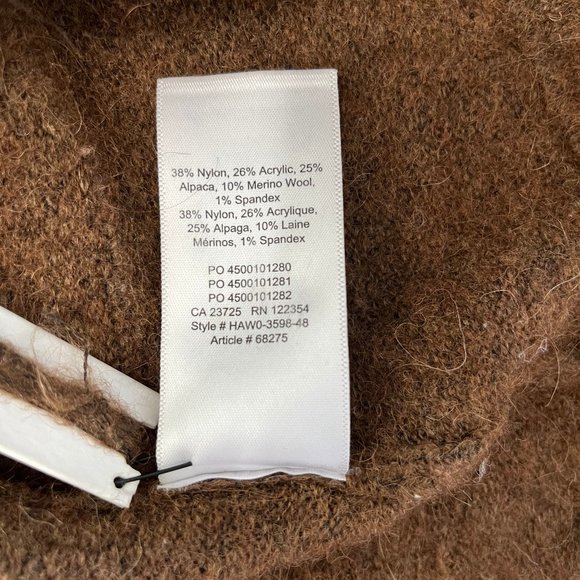 38% Nylon, 26% Acrylic, 25%
Alpaca, 10% Merino Wool,
1% Spandex
38% Nylon, 26% Acrylique,
25% Alpaga, 10% Laine
Mérinos, 1% Spandex
PO 4500101280
PO 4500101281
PO 4500101282
CA 23725 RN 122354
Style # HAW0-3598-48
Article # 68275